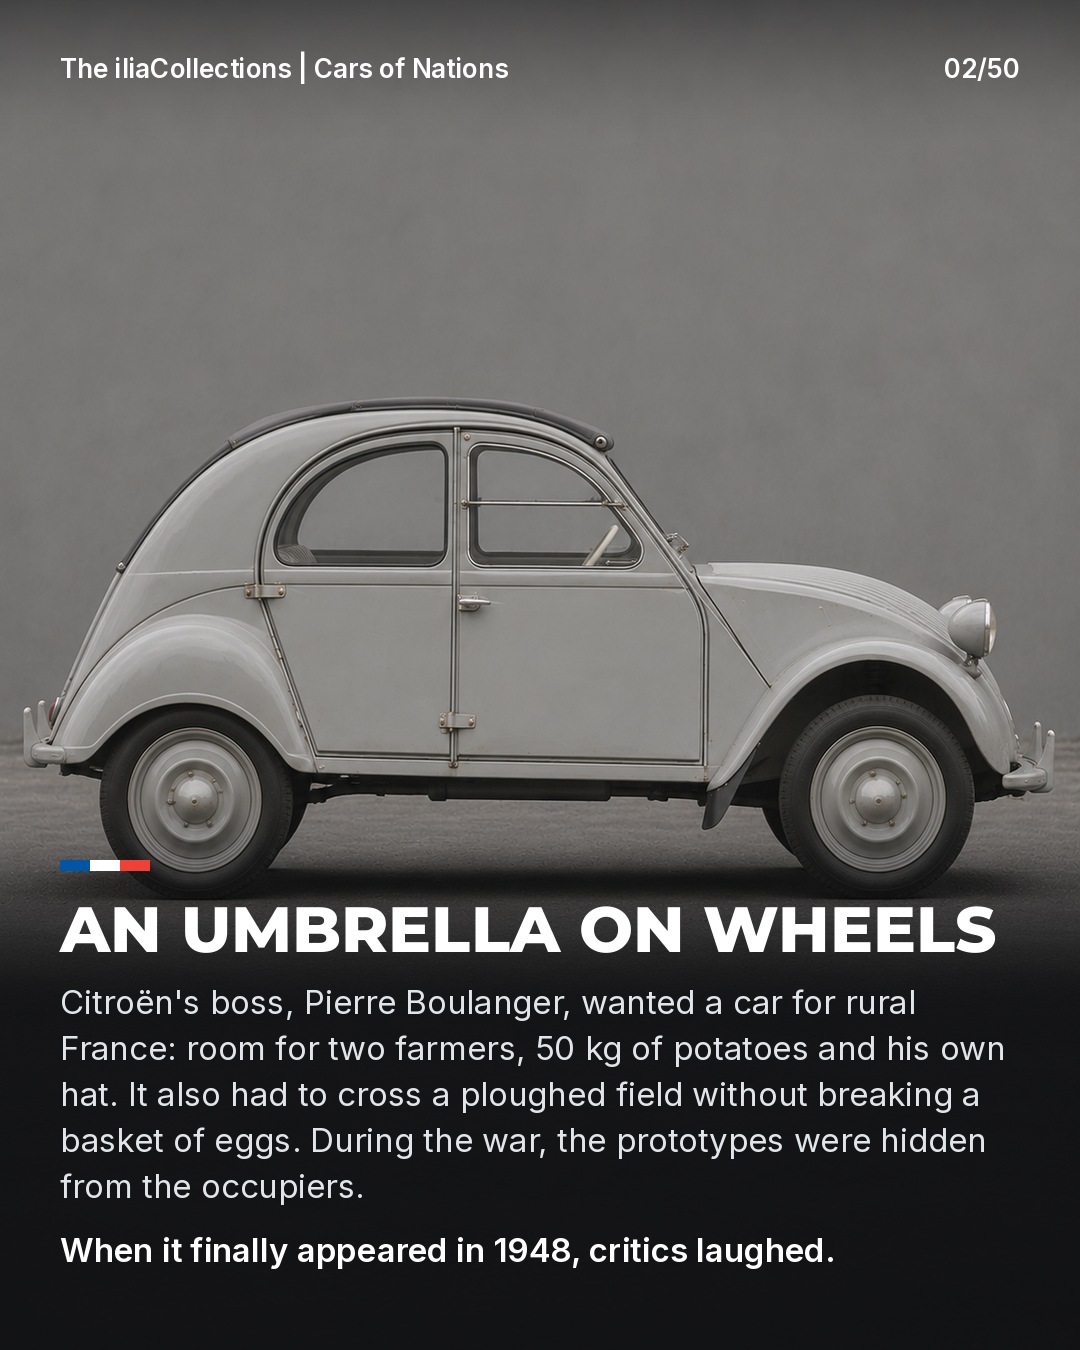 The iliaCollections | Cars of Nations
02/50
AN UMBRELLA ON WHEELS
Citroën's boss, Pierre Boulanger, wanted a car for rural
France: room for two farmers, 50 kg of potatoes and his own
hat. It also had to cross a ploughed field without breaking a
basket of eggs. During the war, the prototypes were hidden
from the occupiers.
When it finally appeared in 1948, critics laughed.